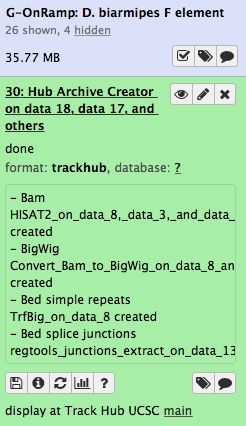 G-OnRamp: D. biarmipes F element
26 shown, 4 hidden
35.77 MB
30: Hub Archive Creator
on data 18, data 17, and
others
done
format: trackhub, database: ?
- Bam
HISAT2_on_data_8,_data_3,_and_data_
created
- BigWig
Convert_Bam_to_BigWig_on_data_8_an
created
- Bed simple repeats
TrfBig_on_data_8 created
- Bed splice junctions
regtools_junctions_extract_on_data_13
display at Track Hub UCSC main